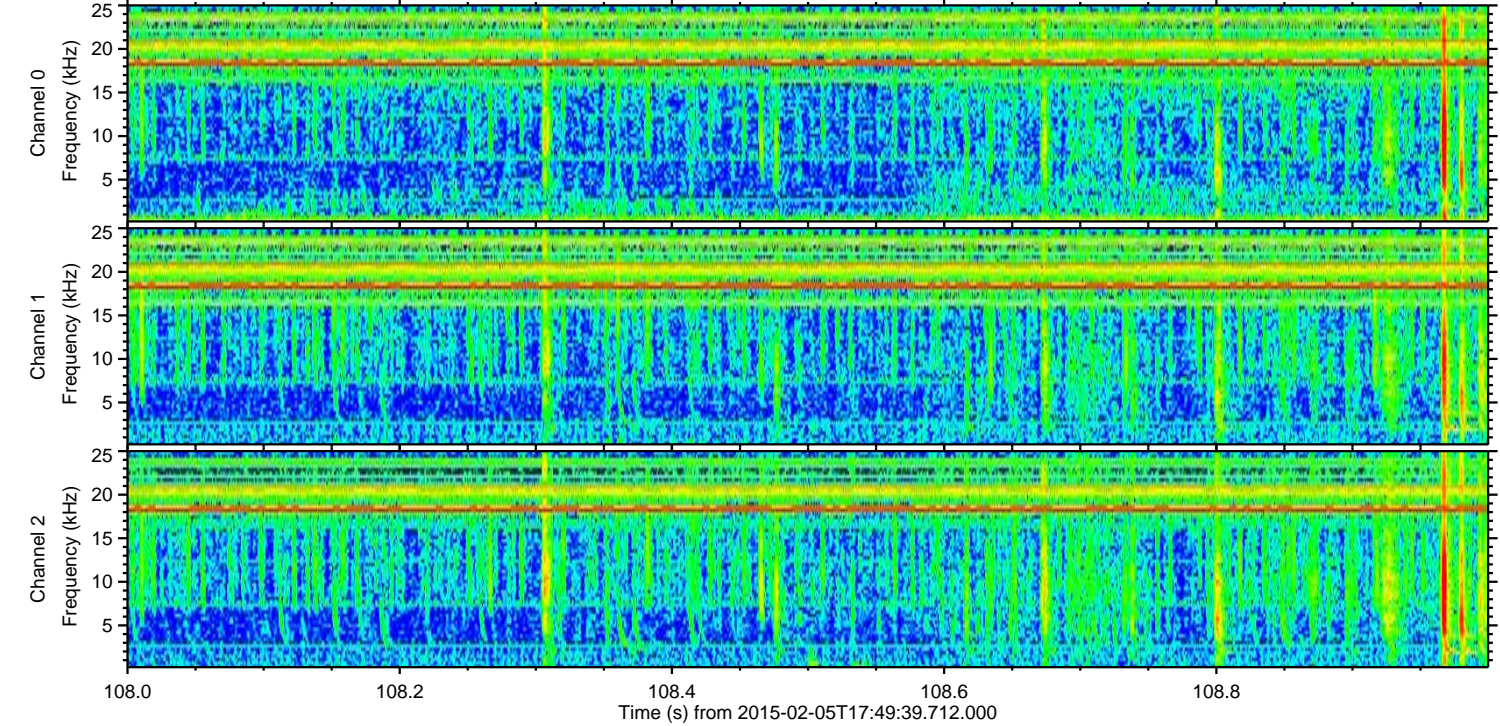 Channel 0
Frequency (kHz)
25
20
15
10
5
Channel 1
Frequency (kHz)
25
20
15
10
5
Channel 2
Frequency (kHz)
25
20
15
10
5
108.0 108.2 108.4 108.6 108.8
Time (s) from 2015-02-05T17:49:39.712.000